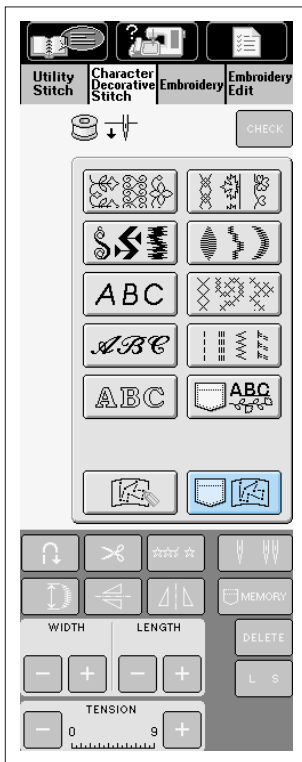 Utility
Stitch
Character
Decorative
Stitch
Embroidery
Embroidery
Edit
CHECK
ABC
ABC
ABC
ABC
MEMORY
WIDTH
LENGTH
DELETE
L S
TENSION
0 9